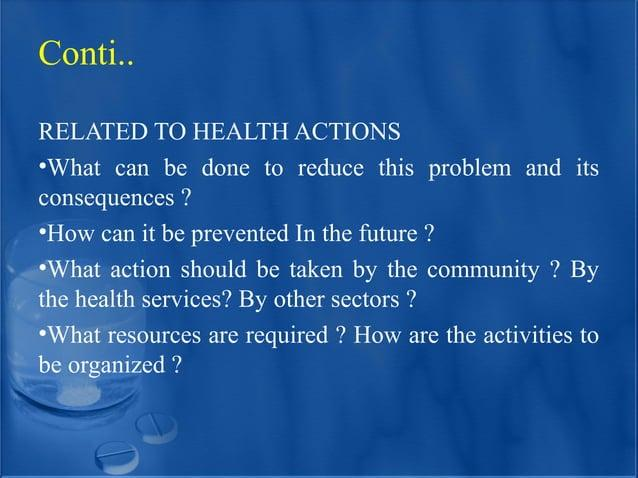 Conti..
RELATED TO HEALTH ACTIONS
•What can be done to reduce this problem and its
consequences ?
•How can it be prevented In the future ?
•What action should be taken by the community ? By
the health services? By other sectors ?
•What resources are required ? How are the activities to
be organized ?